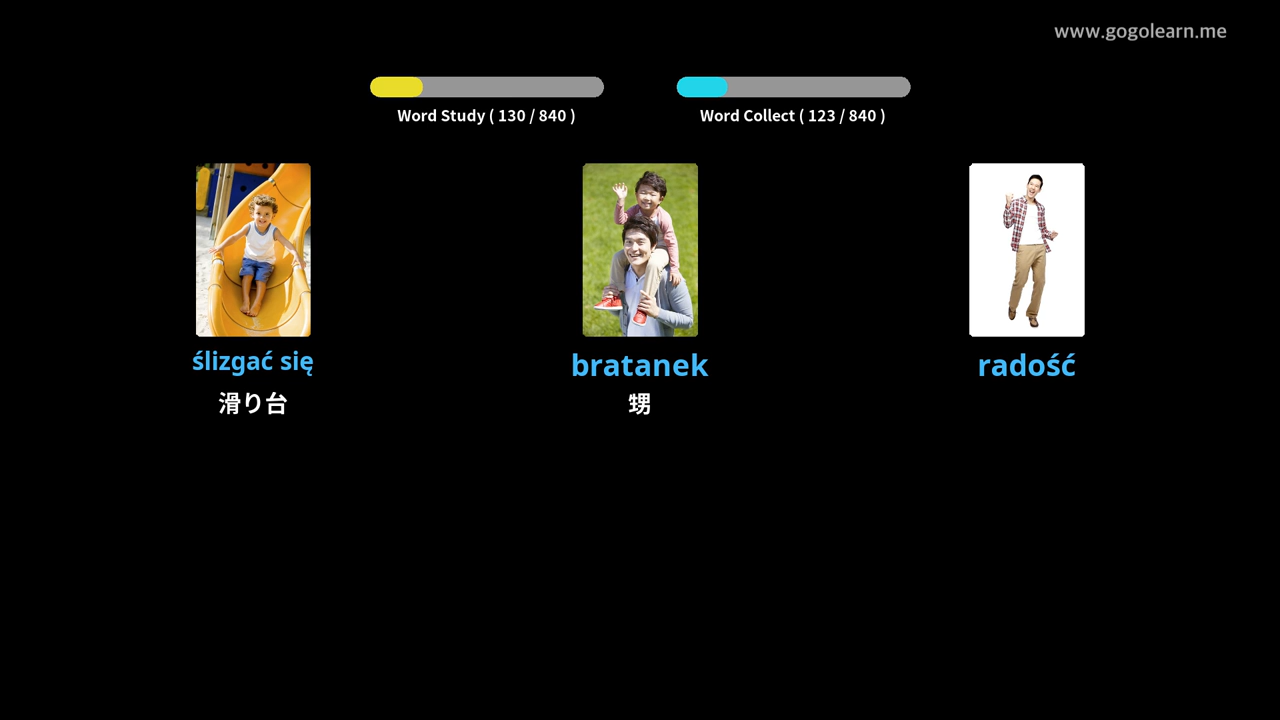 www.gogolearn.me
Word Study ( 130 / 840 )
Word Collect ( 123 / 840 )
ślizgać się
bratanek
radość
滑り台
甥